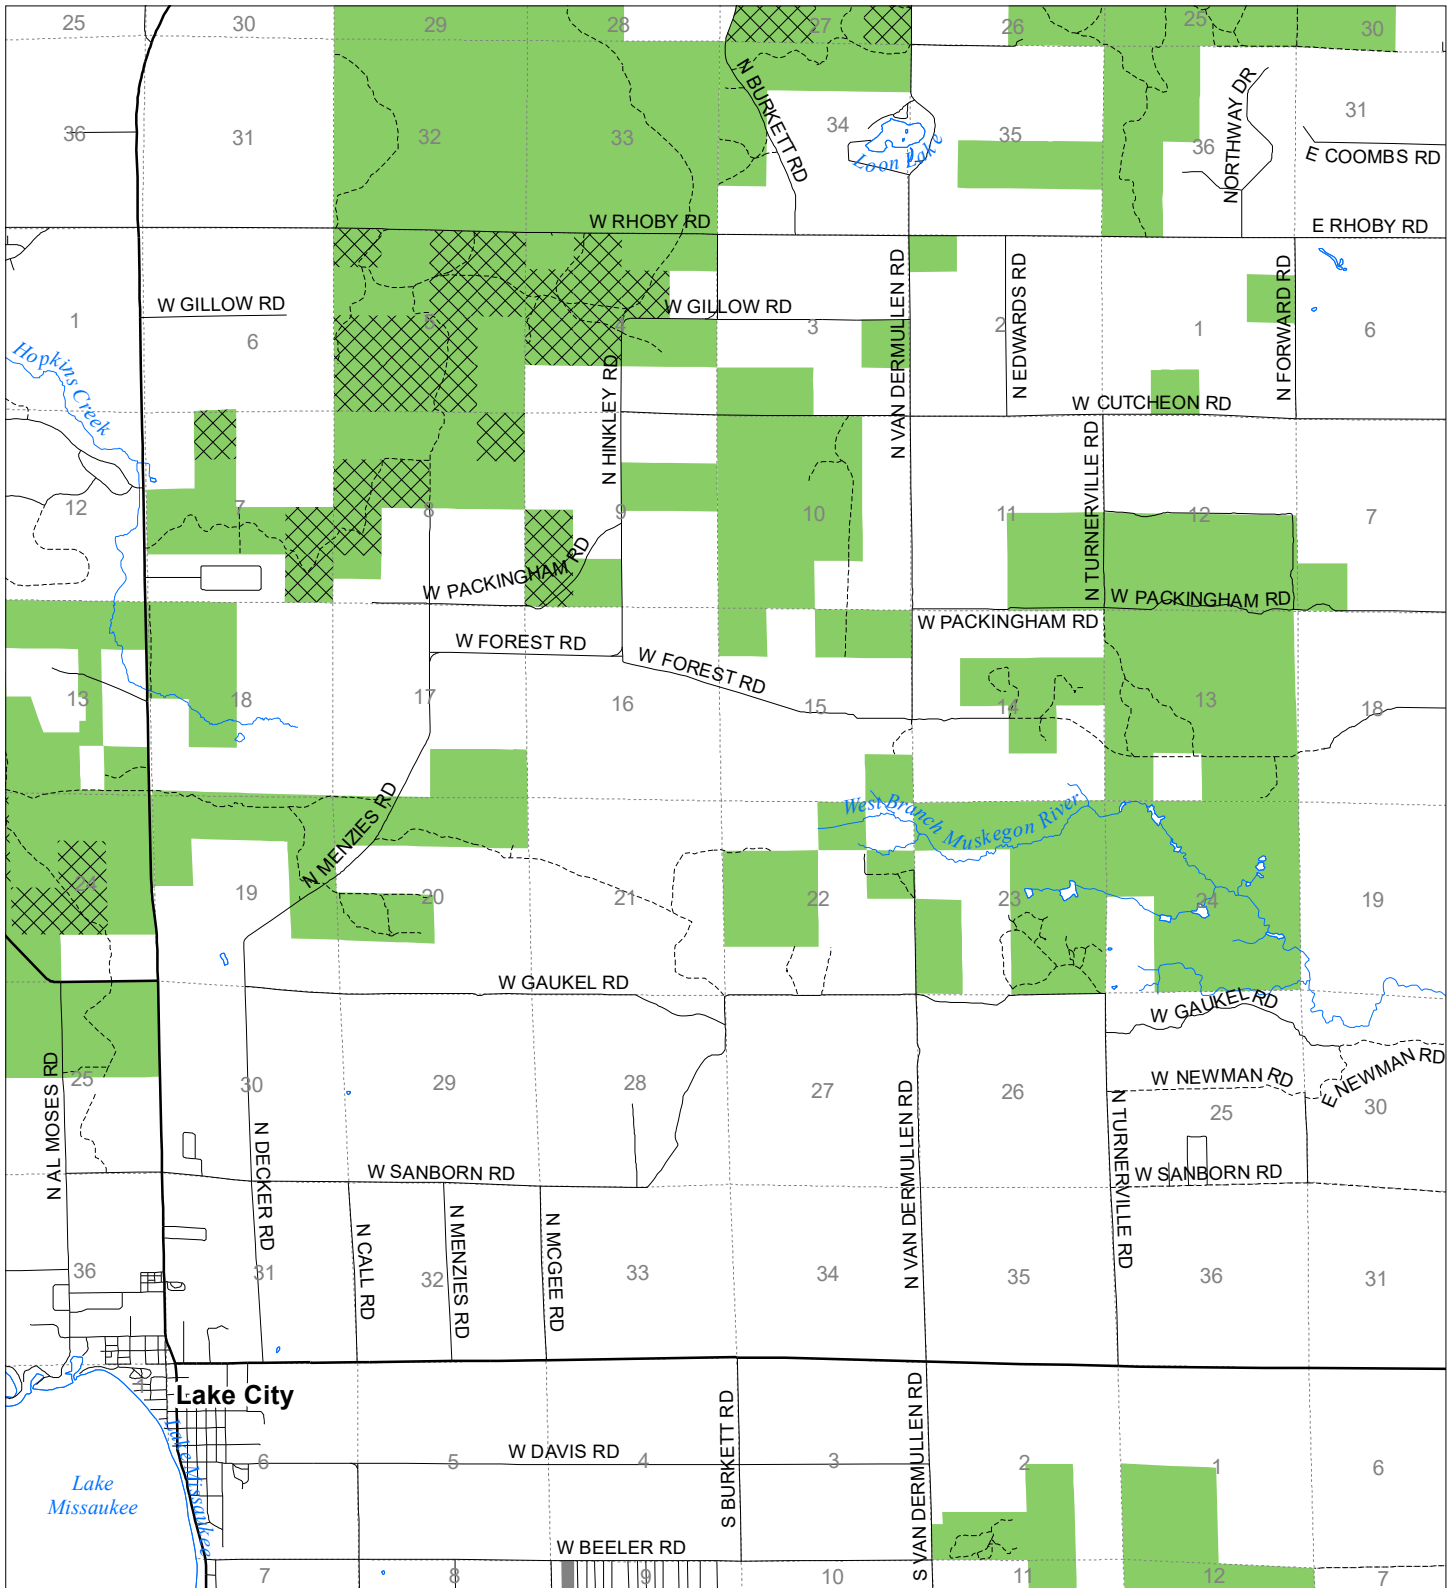 25
30
29
28
27
26
25
30
36
31
32
33
N BURKETT RD
34
Loon Lake
35
36
NORTHWAY DR
31
E COOMBS RD
W RHOBY RD
E RHOBY RD
1
W GILLOW RD
6
5
4
W GILLOW RD
3
N VAN DERMULLEN RD
2
N EDWARDS RD
1
N FORWARD RD
6
Hopkins Creek
N HINKLEY RD
W CUTCHEON RD
12
7
8
9
10
11
N TURNERVILLE RD
12
7
W PACKINGHAM RD
W PACKINGHAM RD
W PACKINGHAM RD
W FOREST RD
W FOREST RD
13
18
17
16
15
14
13
18
N MENZIES RD
West Branch Muskegon River
24
19
20
21
22
23
24
19
W GAUKEL RD
W GAUKEL RD
N AL MOSES RD
25
30
29
28
27
26
W NEWMAN RD
E NEWMAN RD
25
30
N DECKER RD
W SANBORN RD
N VAN DERMULLEN RD
N TURNERVILLE RD
W SANBORN RD
36
31
N CALL RD
32
N MENZIES RD
N MCGEE RD
33
34
35
36
31
1
Lake City
Lake Missaukee
Lake
Missaukee
6
5
W DAVIS RD
4
S BURKETT RD
3
S VAN DERMULLEN RD
2
1
6
W BEELER RD
7
8
9
10
11
12
7